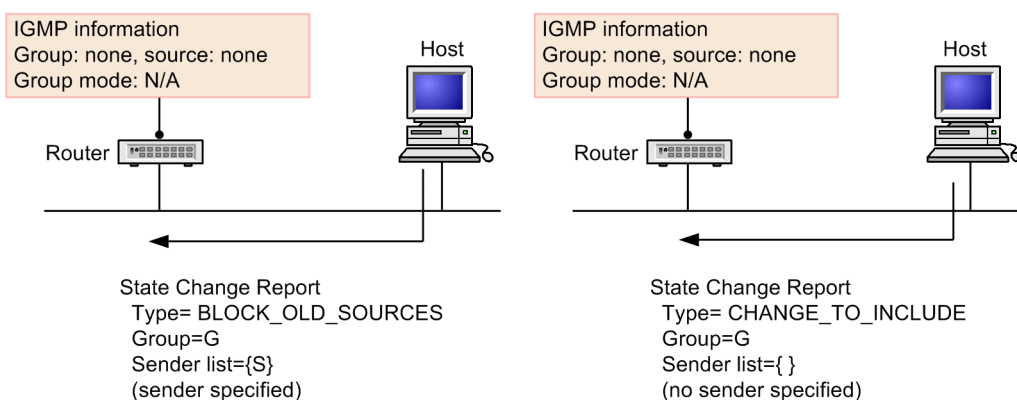 IGMP information
Group: none, source: none
Group mode: N/A
Host
Router
State Change Report
Type= BLOCK_OLD_SOURCES
Group=G
Sender list={S}
(sender specified)
IGMP information
Group: none, source: none
Group mode: N/A
Host
Router
State Change Report
Type= CHANGE_TO_INCLUDE
Group=G
Sender list={ }
(no sender specified)